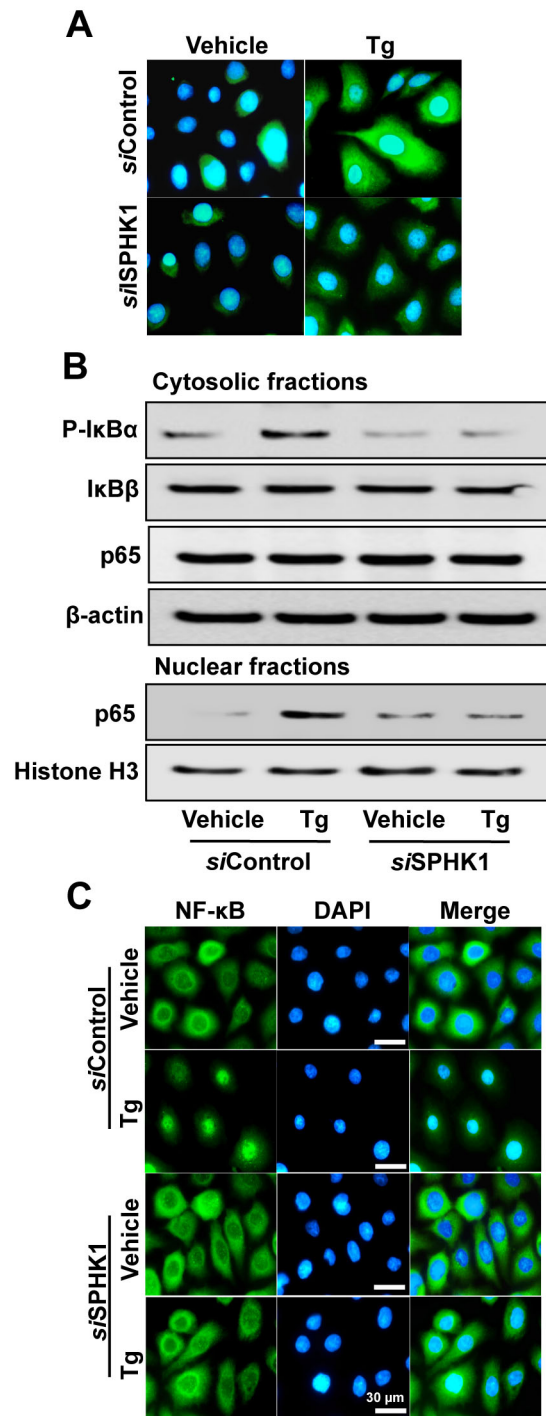 A
Vehicle Tg
siControl
silSPHK1
B
Cytosolic fractions
P-IκBα
IκBβ
p65
β-actin
Nuclear fractions
p65
Histone H3
Vehicle Tg Vehicle Tg
siControl siSPHK1
C
NF-κB DAPI Merge
siControl
Vehicle
Tg
siSPHK1
Vehicle
Tg
30 µm